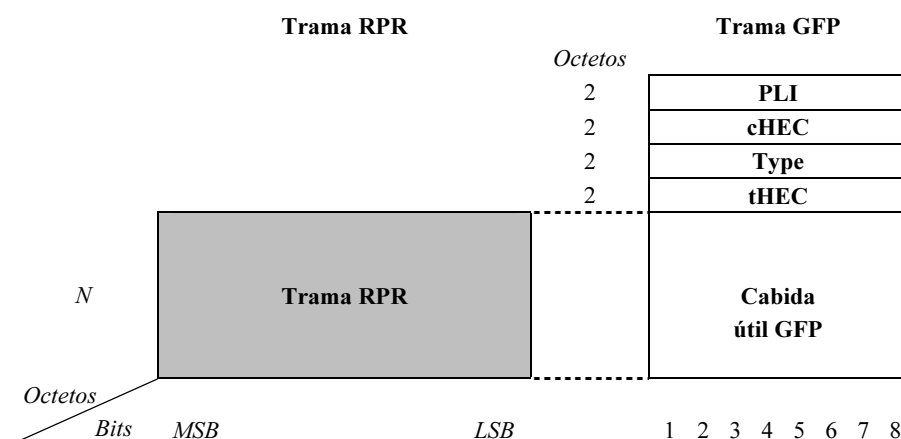 Trama RPR Trama GFP
Octetos
2 PLI
2 cHEC
2 Type
2 tHEC
N Trama RPR Cabida
útil GFP
Octetos
Bits MSB LSB 1 2 3 4 5 6 7 8